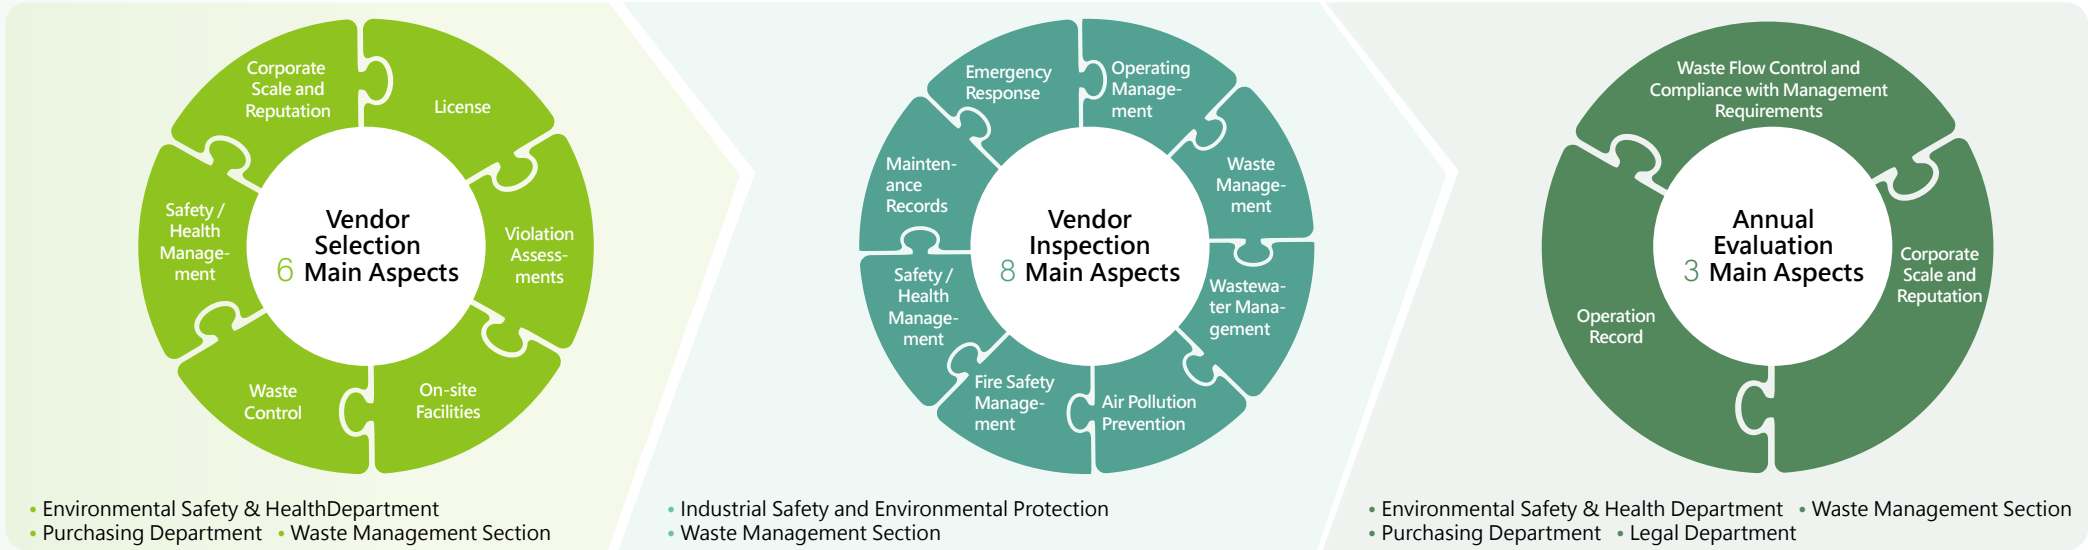 Corporate
Scale and
Reputation
License
Violation
Assess-
ments
On-site
Facilities
Waste
Control
Safety /
Health
Manage-
ment
Vendor
Selection
6 Main Aspects
• Environmental Safety & HealthDepartment
• Purchasing Department • Waste Management Section
Emergency
Response
Operating
Manage-
ment
Waste
Manage-
ment
Wastewa-
ter Mana-
gement
Air Pollution
Prevention
Fire Safety
Manage-
ment
Safety /
Health
Manage-
ment
Mainten-
ance
Records
Vendor
Inspection
8 Main Aspects
• Industrial Safety and Environmental Protection
• Waste Management Section
Waste Flow Control and
Compliance with Management
Requirements
Corporate
Scale and
Reputation
Operation
Record
Annual
Evaluation
3 Main Aspects
• Environmental Safety & Health Department • Waste Management Section
• Purchasing Department • Legal Department